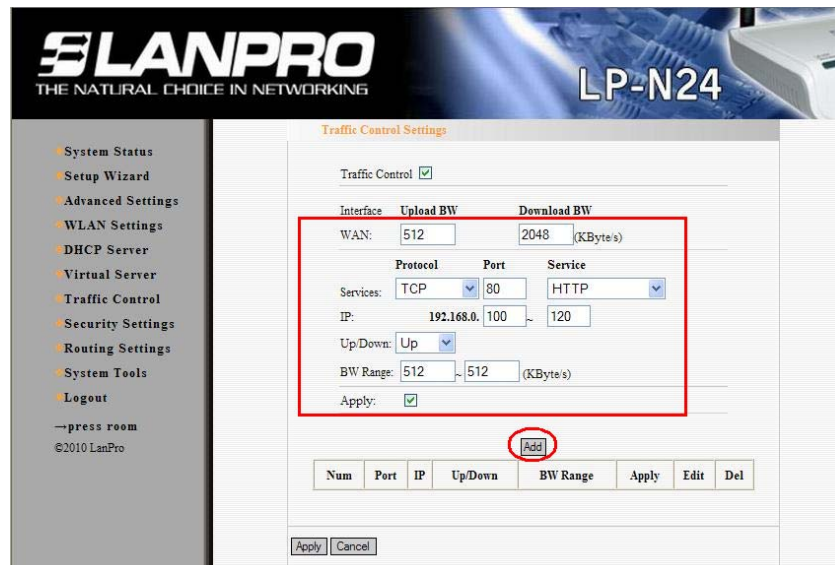 LANPRO
THE NATURAL CHOICE IN NETWORKING
LP-N24
System Status
Setup Wizard
Advanced Settings
WLAN Settings
DHCP Server
Virtual Server
Traffic Control
Security Settings
Routing Settings
System Tools
Logout
→press room
©2010 LanPro
Traffic Control Settings
Traffic Control
Interface Upload BW Download BW
WAN: 512 2048 (KByte/s)
Protocol Port Service
Services: TCP 80 HTTP
IP: 192.168.0. 100 ~ 120
Up/Down: Up
BW Range: 512 ~ 512 (KByte/s)
Apply:
Add
Num Port IP Up/Down BW Range Apply Edit Del
Apply Cancel